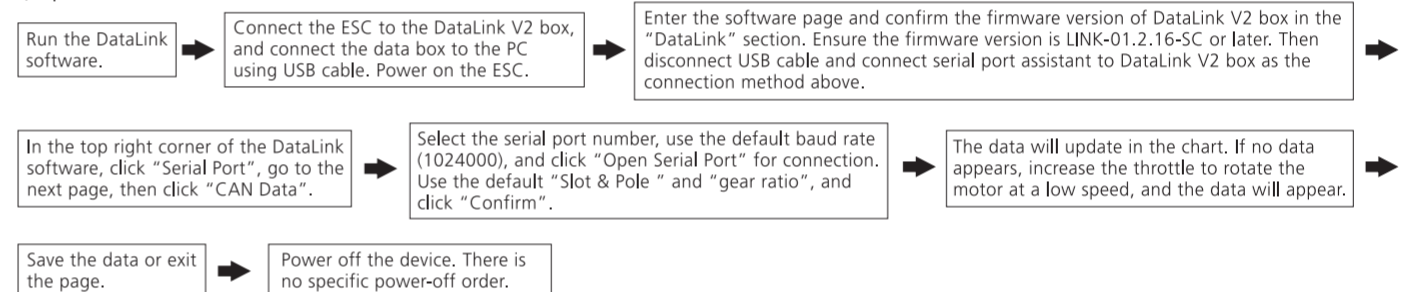 Run the DataLink
software.
Connect the ESC to the DataLink V2 box,
and connect the data box to the PC
using USB cable. Power on the ESC.
Enter the software page and confirm the firmware version of DataLink V2 box in the
"DataLink" section. Ensure the firmware version is LINK-01.2.16-SC or later. Then
disconnect USB cable and connect serial port assistant to DataLink V2 box as the
connection method above.
In the top right corner of the DataLink
software, click "Serial Port", go to the
next page, then click "CAN Data".
Select the serial port number, use the default baud rate
(1024000), and click "Open Serial Port" for connection.
Use the default "Slot & Pole " and "gear ratio", and
click "Confirm".
The data will update in the chart. If no data
appears, increase the throttle to rotate the
motor at a low speed, and the data will appear.
Save the data or exit
the page.
Power off the device. There is
no specific power-off order.